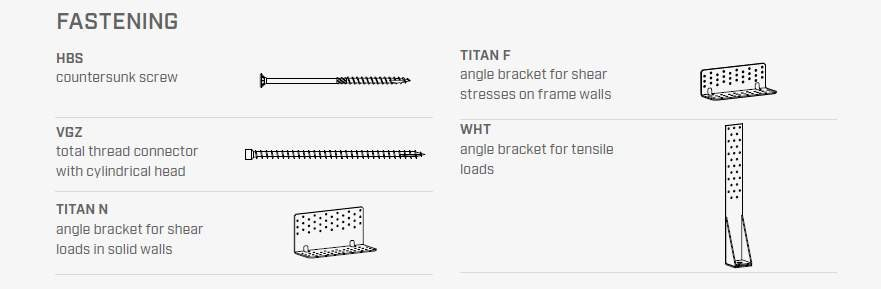 FASTENING
HBS
countersunk screw
VGZ
total thread connector
with cylindrical head
TITAN N
angle bracket for shear
loads in solid walls
TITAN F
angle bracket for shear
stresses on frame walls
WHT
angle bracket for tensile
loads